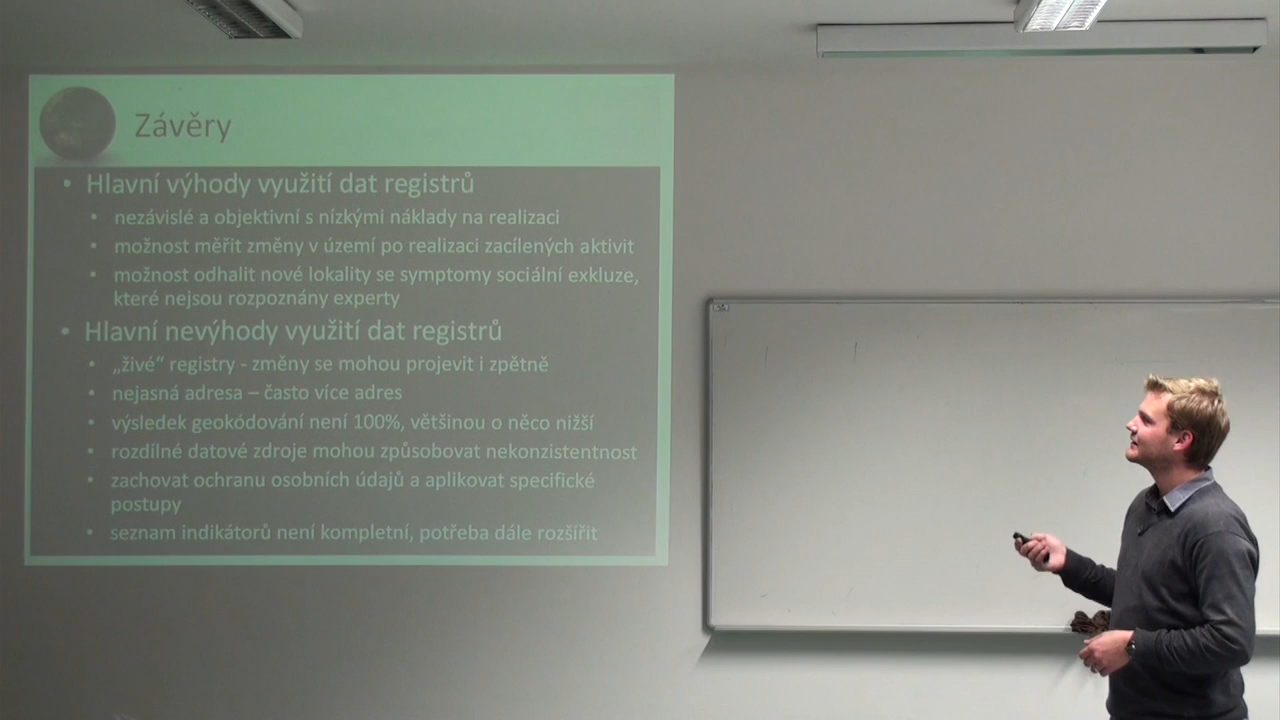 Závěry
• Hlavní výhody využití dat registrů
• nezávislé a objektivní s nízkými náklady na realizaci
• možnost měřit změny v území po realizaci zacílených aktivit
• možnost odhalit nové lokality se symptomy sociální exkluze,
které nejsou rozpoznány experty
• Hlavní nevýhody využití dat registrů
• „živé“ registry - změny se mohou projevit i zpětně
• nejasná adresa – často více adres
• výsledek geokódování není 100%, většinou o něco nižší
• rozdílné datové zdroje mohou způsobovat nekonzistentnost
• zachovat ochranu osobních údajů a aplikovat specifické
postupy
• seznam indikátorů není kompletní, potřeba dále rozšířit